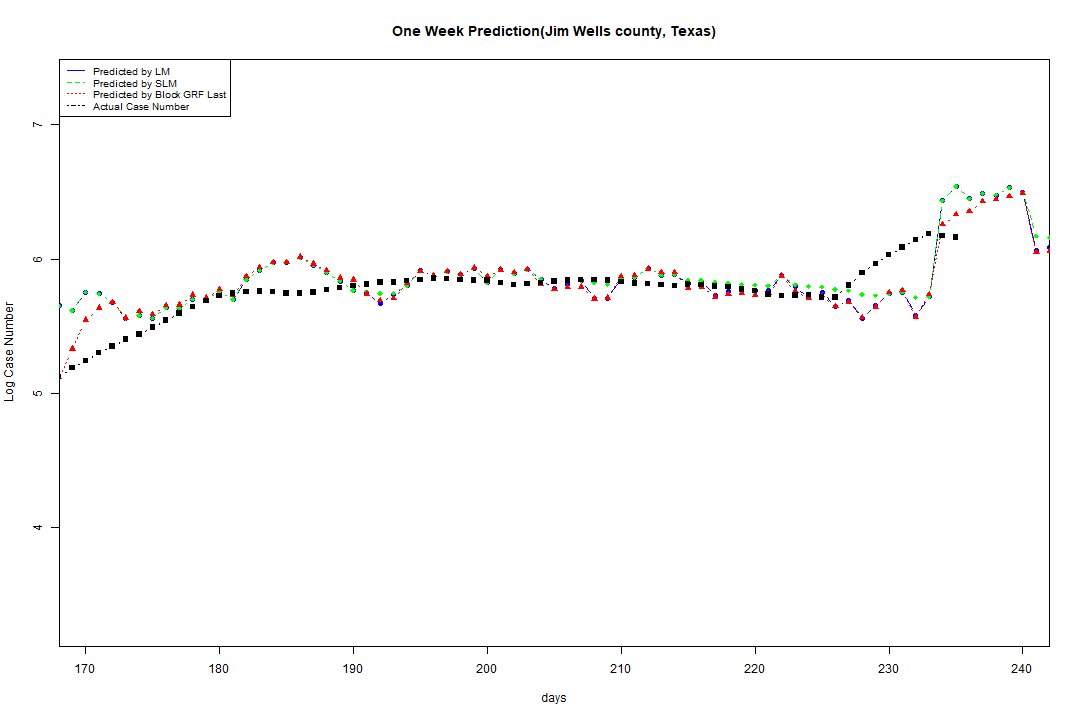 One Week Prediction(Jim Wells county, Texas)
Predicted by LM
Predicted by SLM
Predicted by Block GRF Last
Actual Case Number
7
6
5
4
Log Case Number
170 180 190 200 210 220 230 240
days